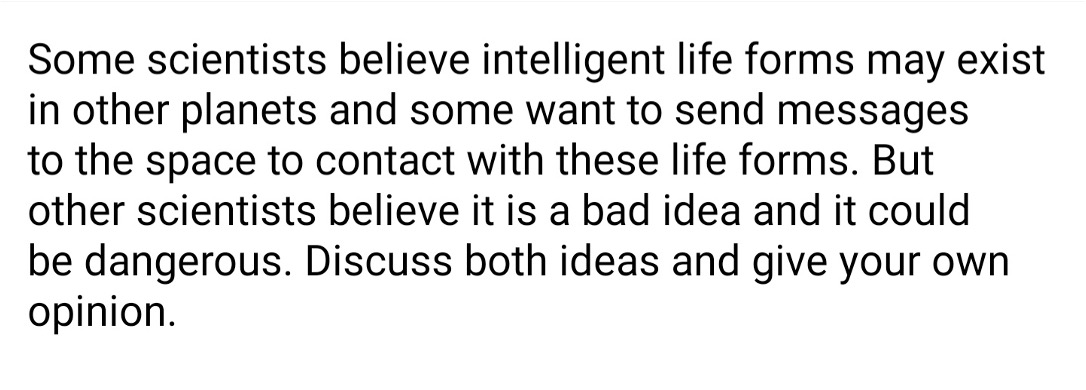 Some scientists believe intelligent life forms may exist
in other planets and some want to send messages
to the space to contact with these life forms. But
other scientists believe it is a bad idea and it could
be dangerous. Discuss both ideas and give your own
opinion.